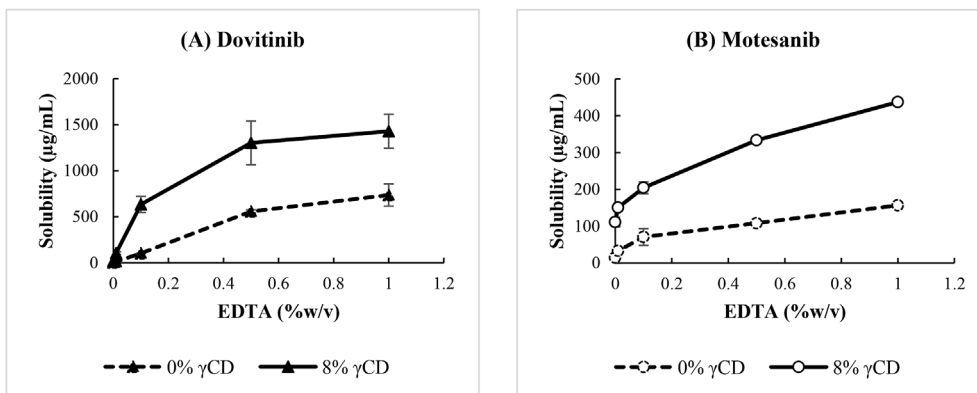 (A) Dovitinib
Solubility (µg/mL)
2000
1500
1000
500
0
0 0.2 0.4 0.6 0.8 1 1.2
EDTA (%w/v)
0% γCD 8% γCD
(B) Motesanib
Solubility (µg/mL)
500
400
300
200
100
0
0 0.2 0.4 0.6 0.8 1 1.2
EDTA (%w/v)
0% γCD 8% γCD